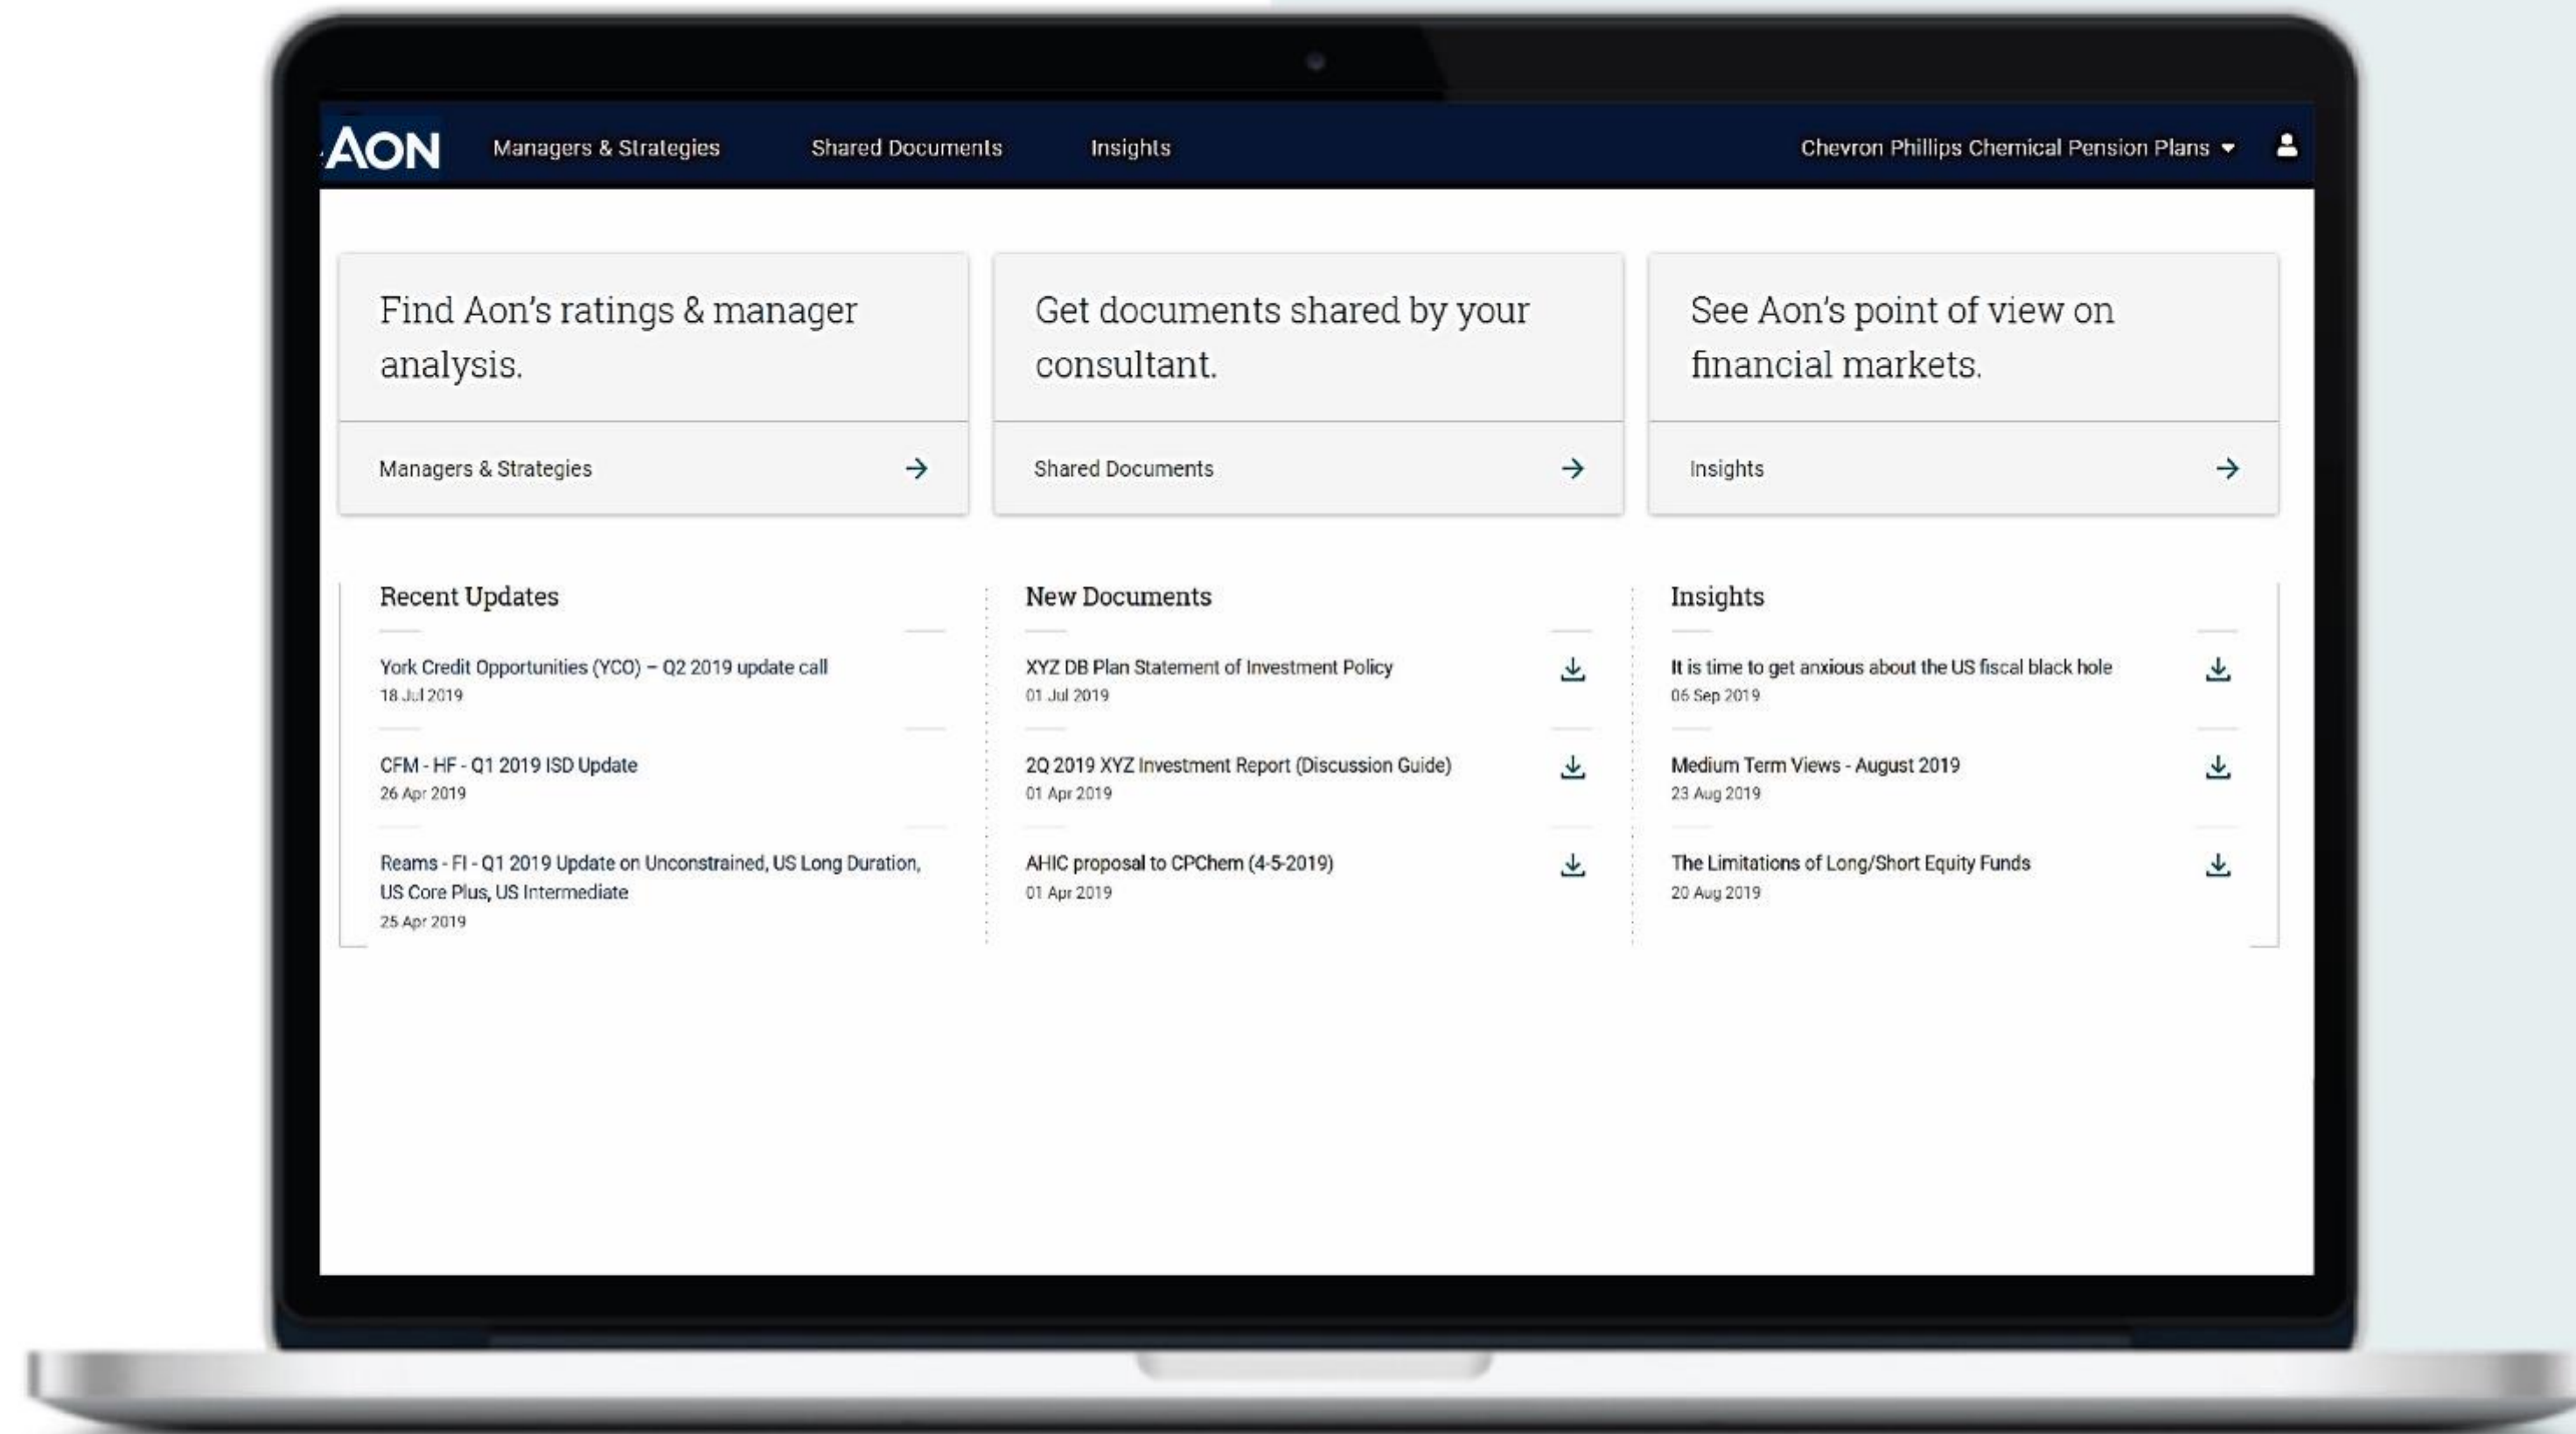 AON
Managers & Strategies
Shared Documents
Insights
Chevron Phillips Chemical Pension Plans
Find Aon's ratings & manager
analysis.
Managers & Strategies
Get documents shared by your
consultant.
Shared Documents
See Aon's point of view on
financial markets.
Insights
Recent Updates
York Credit Opportunities (YCO) – Q2 2019 update call
18 Jul 2019
CFM - HF - Q1 2019 ISD Update
26 Apr 2019
Reams - FI - Q1 2019 Update on Unconstrained, US Long Duration,
US Core Plus, US Intermediate
25 Apr 2019
New Documents
XYZ DB Plan Statement of Investment Policy
01 Jul 2019
2Q 2019 XYZ Investment Report (Discussion Guide)
01 Apr 2019
AHIC proposal to CPChem (4-5-2019)
01 Apr 2019
Insights
It is time to get anxious about the US fiscal black hole
06 Sep 2019
Medium Term Views - August 2019
23 Aug 2019
The Limitations of Long/Short Equity Funds
20 Aug 2019